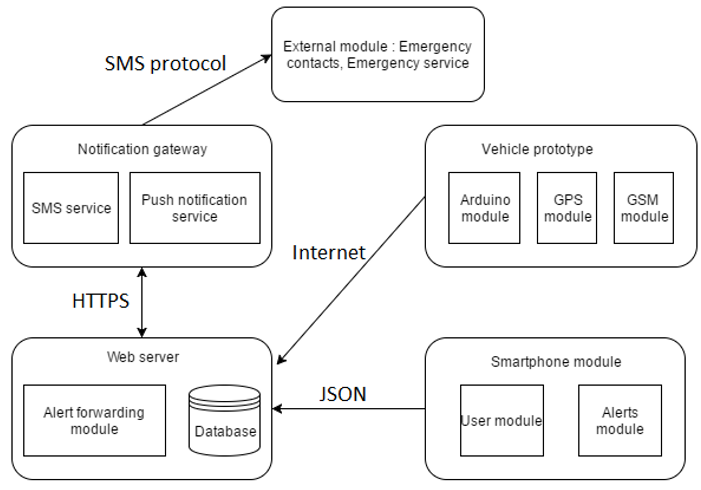 External module : Emergency
contacts, Emergency service
SMS protocol
Notification gateway
SMS service
Push notification
service
Vehicle prototype
Arduino
module
GPS
module
GSM
module
Internet
HTTPS
Web server
Alert forwarding
module
Database
JSON
Smartphone module
User module
Alerts
module